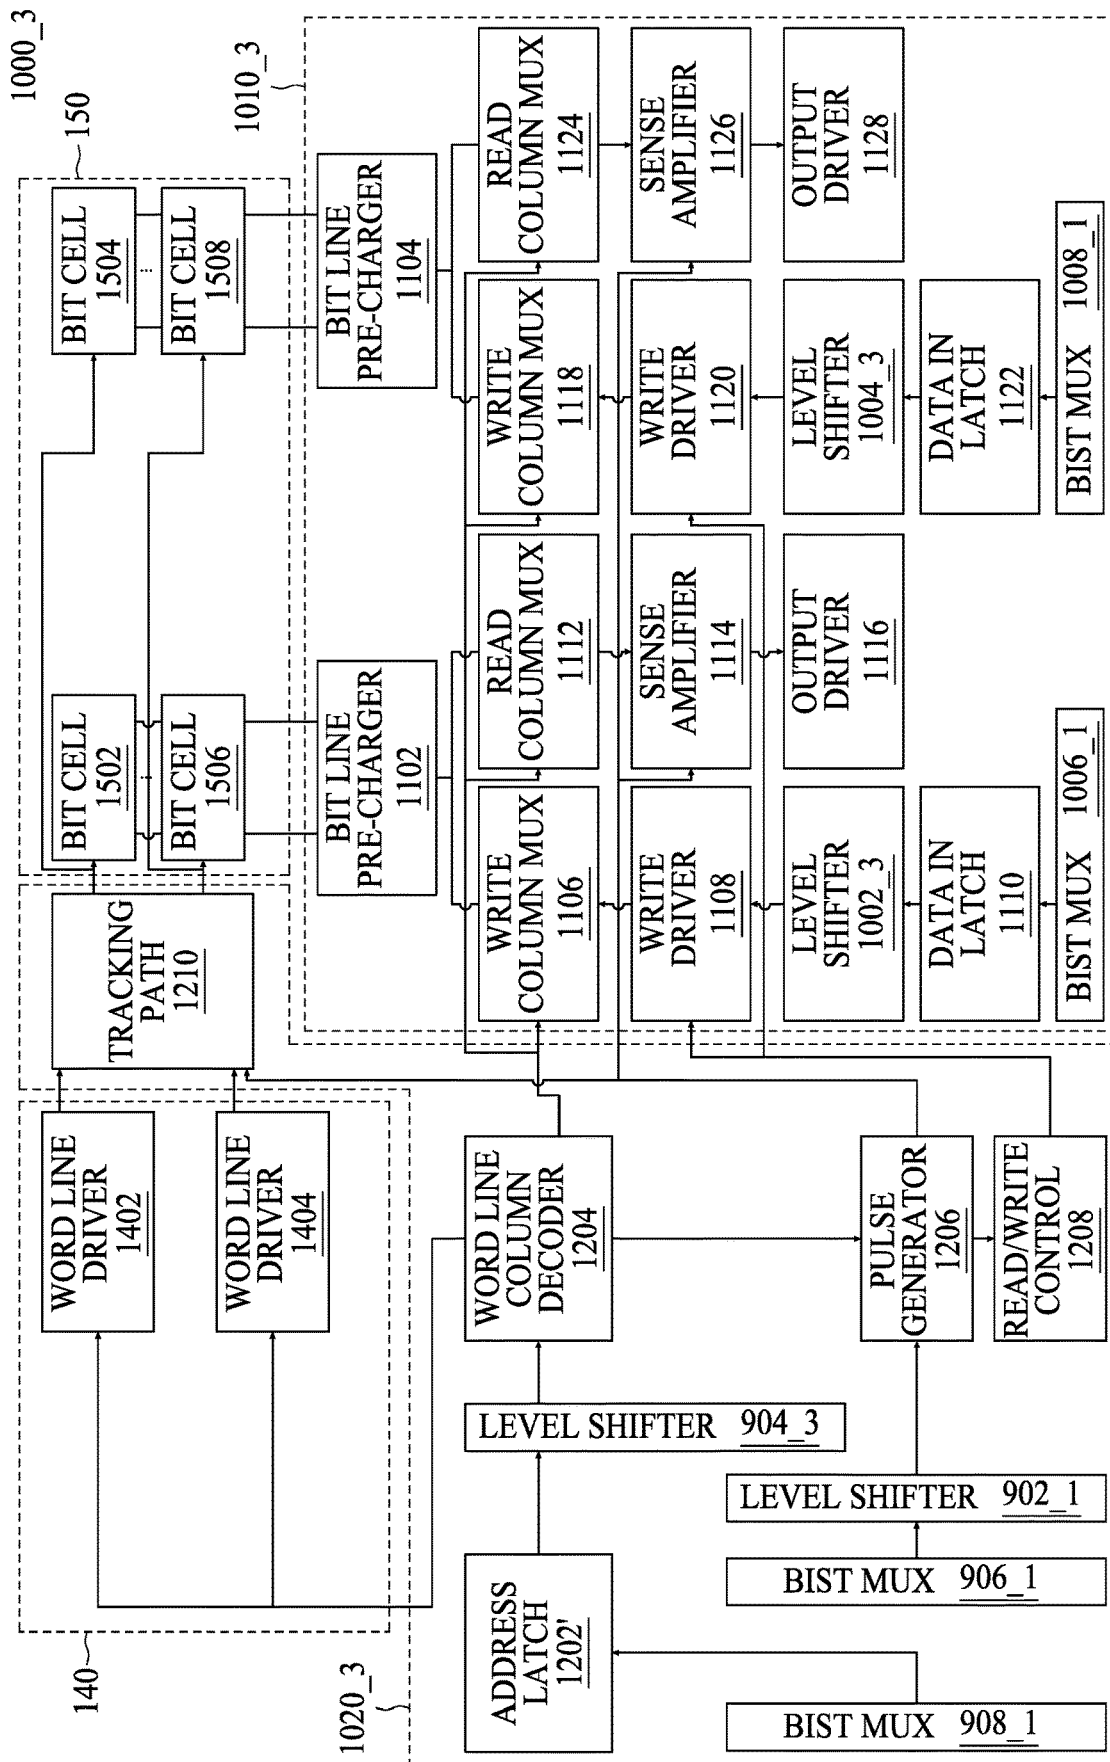 1000_3
140
WORD LINE
DRIVER
1402
WORD LINE
DRIVER
1404
1020_3
TRACKING
PATH
1210
150
BIT CELL
1502
...
BIT CELL
1506
BIT CELL
1504
...
BIT CELL
1508
1010_3
BIT LINE
PRE-CHARGER
1102
BIT LINE
PRE-CHARGER
1104
ADDRESS
LATCH
1202'
LEVEL SHIFTER 904_3
WORD LINE
COLUMN
DECODER
1204
WRITE
COLUMN MUX
1106
READ
COLUMN MUX
1112
WRITE
COLUMN MUX
1118
READ
COLUMN MUX
1124
WRITE
DRIVER
1108
SENSE
AMPLIFIER
1114
WRITE
DRIVER
1120
SENSE
AMPLIFIER
1126
BIST MUX 908_1
BIST MUX 906_1
LEVEL SHIFTER 902_1
PULSE
GENERATOR
1206
READ/WRITE
CONTROL
1208
LEVEL
SHIFTER
1002_3
OUTPUT
DRIVER
1116
LEVEL
SHIFTER
1004_3
OUTPUT
DRIVER
1128
DATA IN
LATCH
1110
DATA IN
LATCH
1122
BIST MUX 1006_1
BIST MUX 1008_1